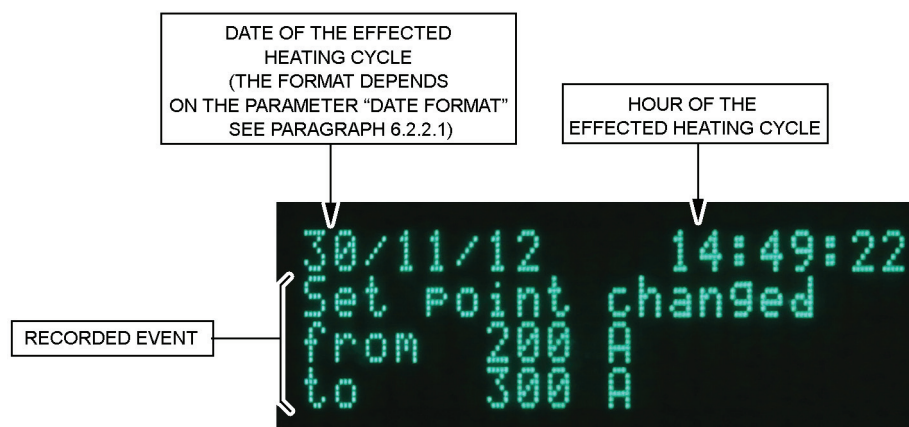 DATE OF THE EFFECTED
HEATING CYCLE
(THE FORMAT DEPENDS
ON THE PARAMETER “DATE FORMAT”
SEE PARAGRAPH 6.2.2.1)
HOUR OF THE
EFFECTED HEATING CYCLE
30/11/12 14:49:22
RECORDED EVENT
Set point changed
from 200 A
to 300 A